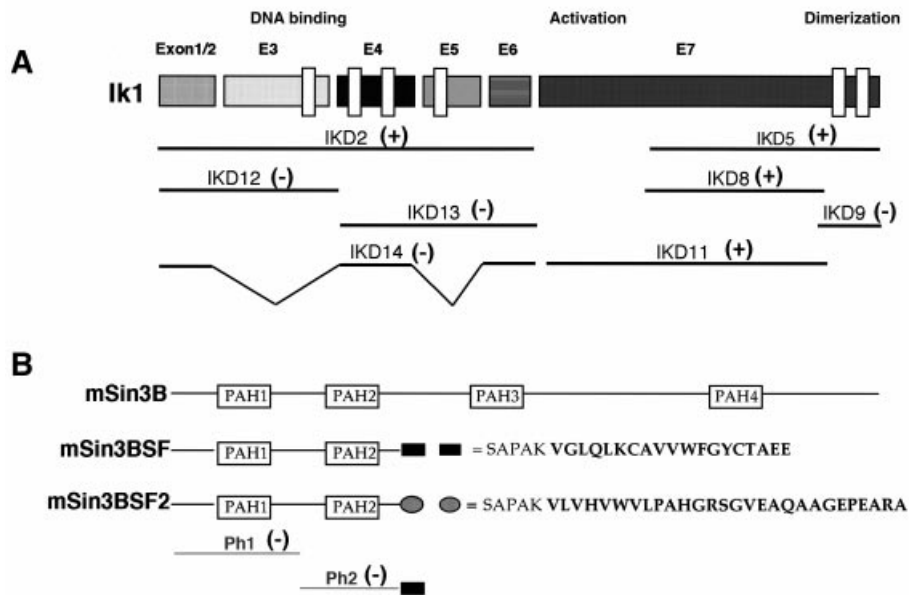 DNA binding Activation Dimerization
Exon1/2 E3 E4 E5 E6 E7
A
Ik1
IKD2 (+) IKD5 (+)
IKD12 (-) IKD8 (+)
IKD13 (-) IKD9 (-)
IKD14 (-) IKD11 (+)
B
mSin3B PAH1 PAH2 PAH3 PAH4
mSin3BSF PAH1 PAH2 = SAPAK VGLQLKCAVVWFGYCTAEE
mSin3BSF2 PAH1 PAH2 = SAPAK VLVHVWVLPAHGRSGVEAQAAGEPEARA
Ph1 (-)
Ph2 (-)